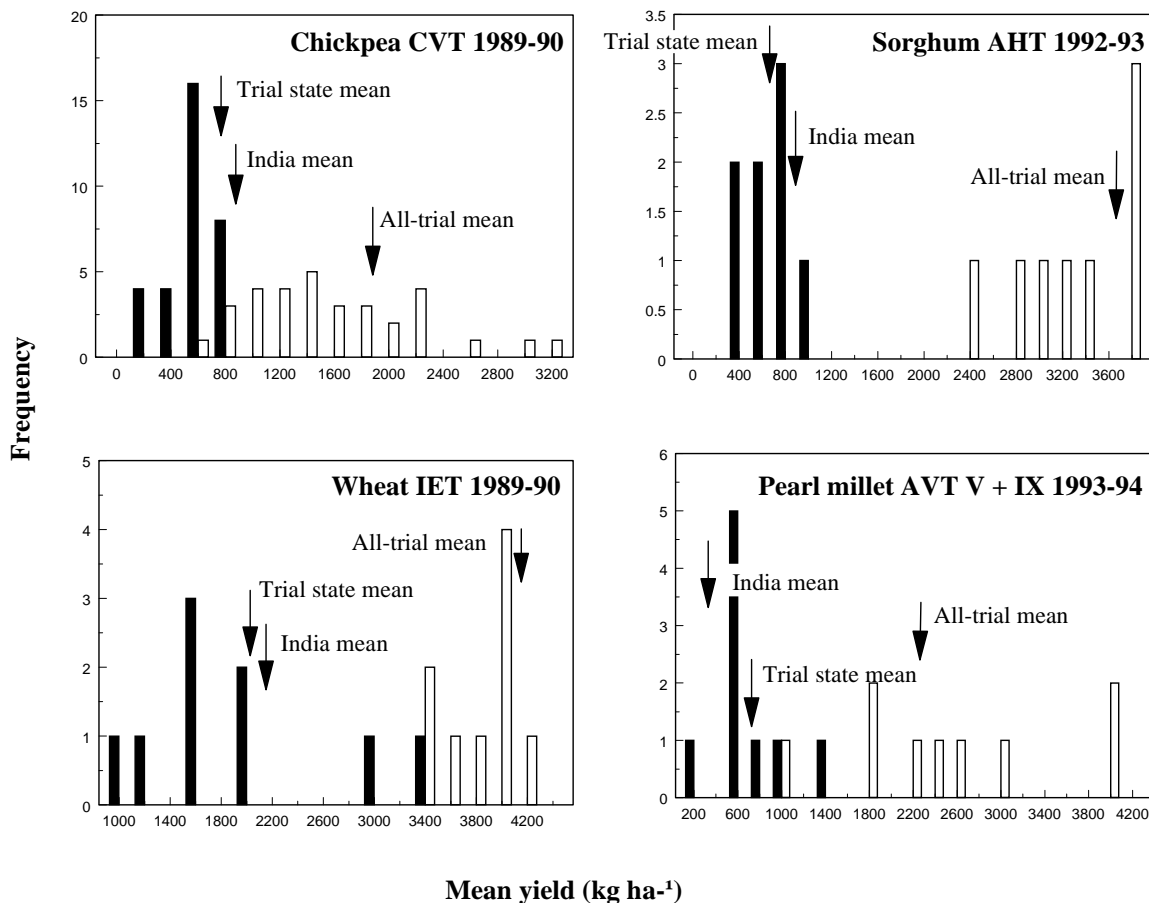 Chickpea CVT 1989-90
Trial state mean
India mean
All-trial mean
20
15
10
5
0
0 400 800 1200 1600 2000 2400 2800 3200
Sorghum AHT 1992-93
Trial state mean
India mean
All-trial mean
3.5
3
2.5
2
1.5
1
0.5
0
0 400 800 1200 1600 2000 2400 2800 3200 3600
Frequency
Wheat IET 1989-90
All-trial mean
Trial state mean
India mean
5
4
3
2
1
0
1000 1400 1800 2200 2600 3000 3400 3800 4200
Pearl millet AVT V + IX 1993-94
India mean
All-trial mean
Trial state mean
6
5
4
3
2
1
0
200 600 1000 1400 1800 2200 2600 3000 3400 3800 4200
Mean yield (kg ha-¹)